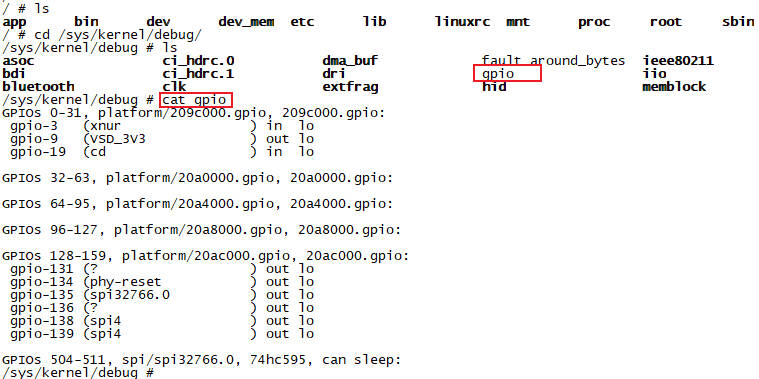 / # ls
app bin dev dev_mem etc lib linuxrc mnt proc root sbin
/ # cd /sys/kernel/debug/
/sys/kernel/debug # ls
asoc ci_hdrc.0 dma_buf fault_around_bytes ieee80211
bdi ci_hdrc.1 dri gpio iio
bluetooth clk extfrag hid memblock
/sys/kernel/debug # cat gpio
GPIOs 0-31, platform/209c000.gpio, 209c000.gpio:
gpio-3 (xnur ) in lo
gpio-9 (VSD_3V3 ) out lo
gpio-19 (cd ) in lo
GPIOs 32-63, platform/20a0000.gpio, 20a0000.gpio:
GPIOs 64-95, platform/20a4000.gpio, 20a4000.gpio:
GPIOs 96-127, platform/20a8000.gpio, 20a8000.gpio:
GPIOs 128-159, platform/20ac000.gpio, 20ac000.gpio:
gpio-131 (? ) out lo
gpio-134 (phy-reset ) out lo
gpio-135 (spi32766.0 ) out lo
gpio-136 (? ) out lo
gpio-138 (spi4 ) out lo
gpio-139 (spi4 ) out lo
GPIOs 504-511, spi/spi32766.0, 74hc595, can sleep:
/sys/kernel/debug #